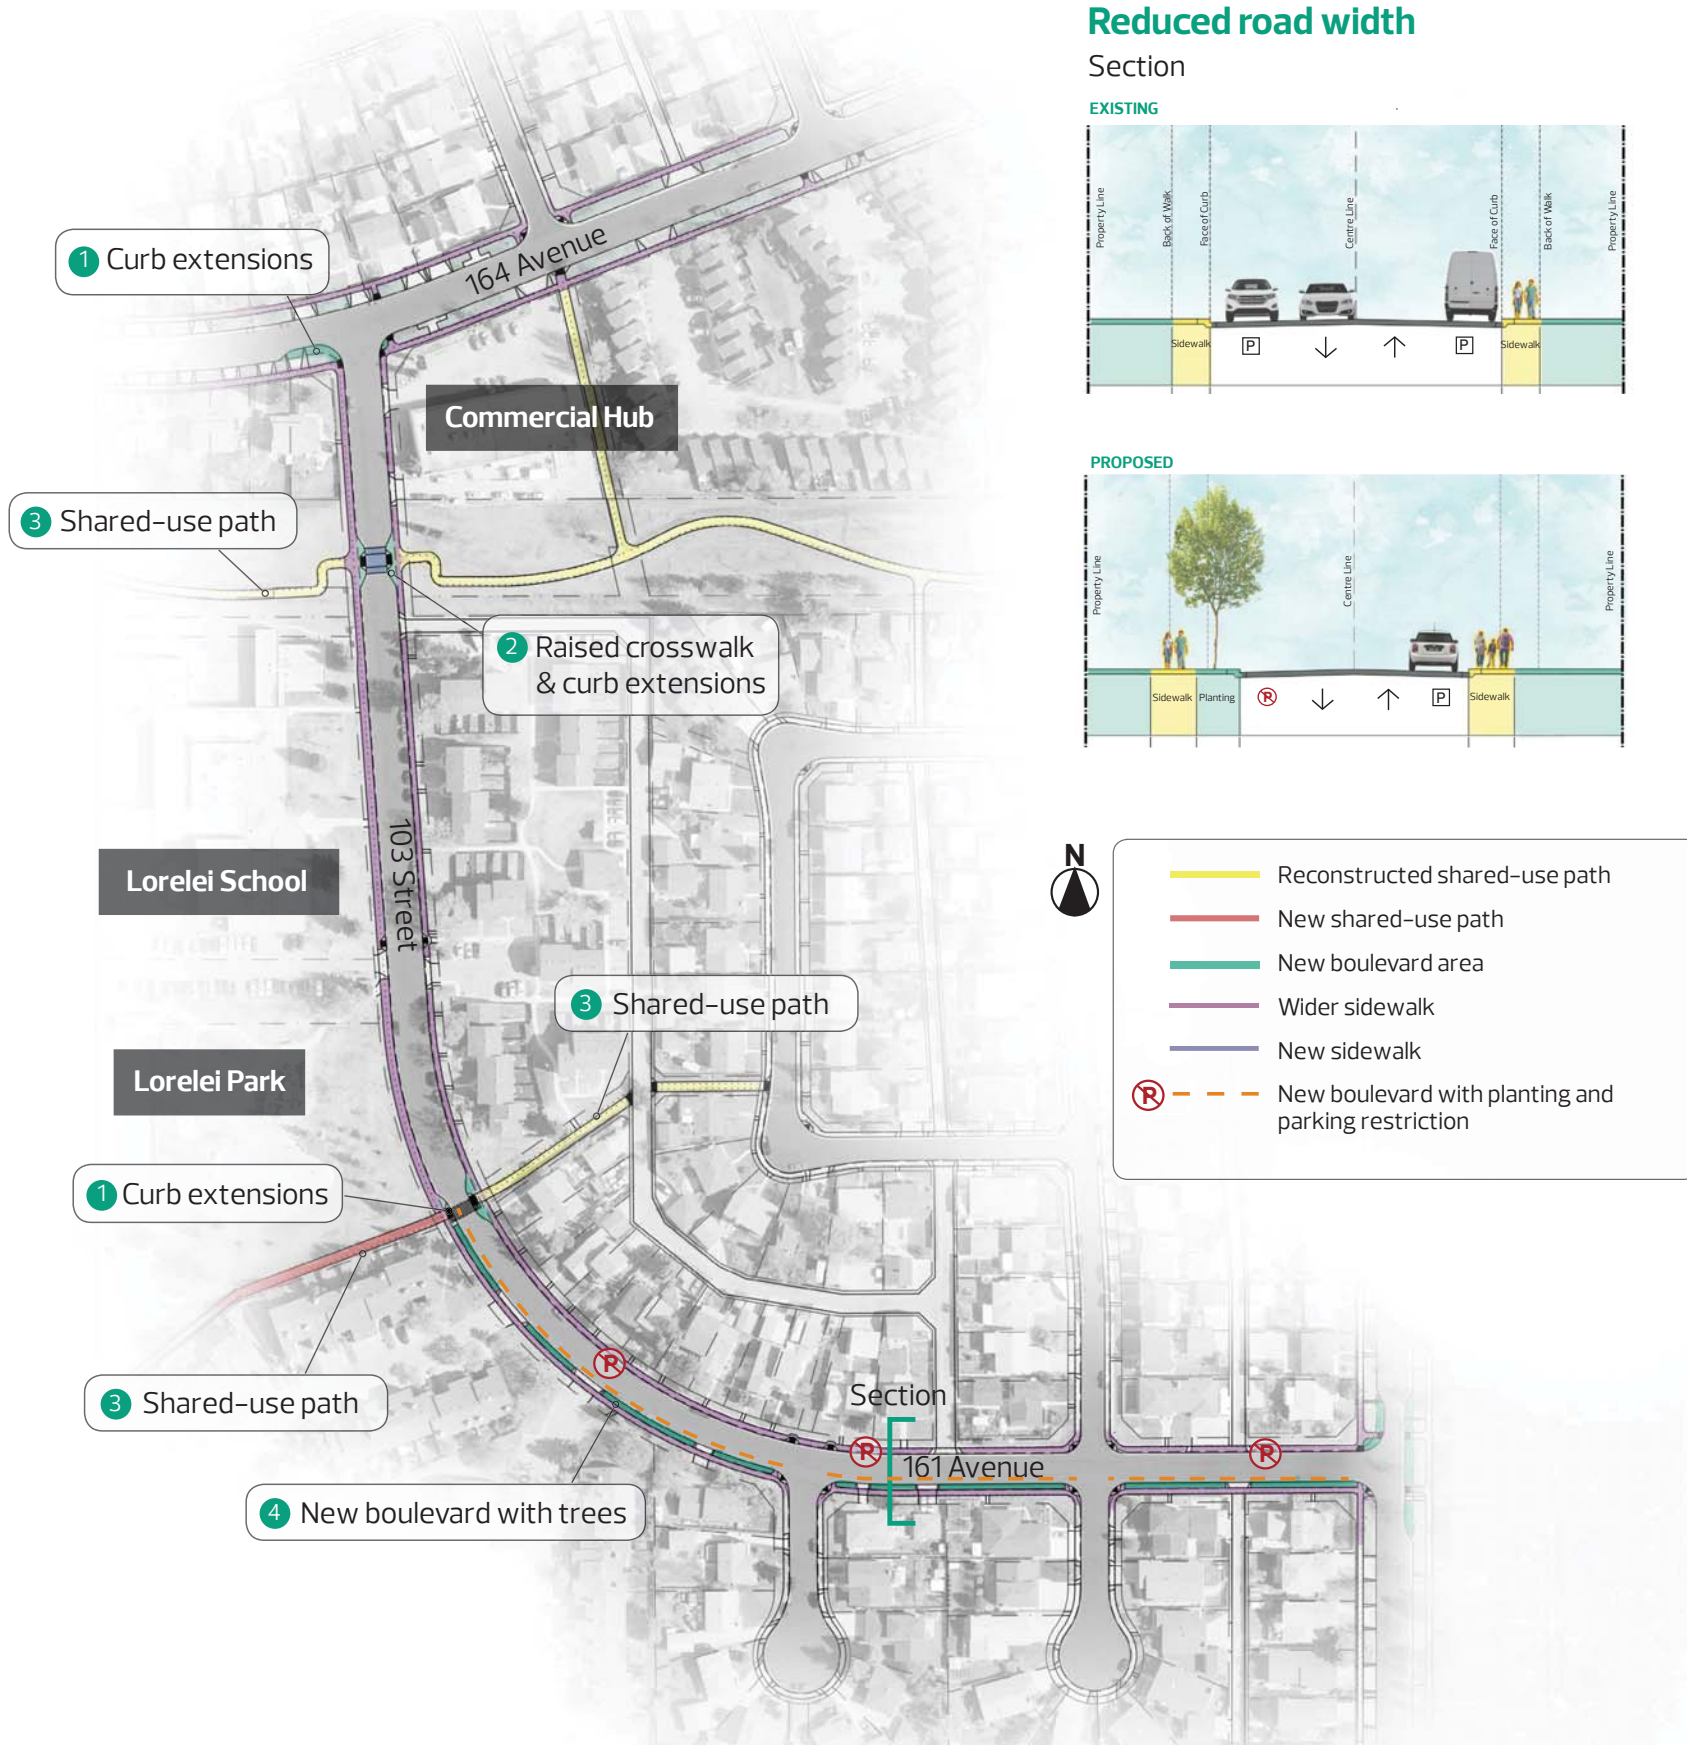 Reduced road width
Section
EXISTING
Property Line
Back of Walk
Face of Curb
Centre Line
Face of Curb
Back of Walk
Property Line
Sidewalk
P
P
Sidewalk
PROPOSED
Property Line
Centre Line
Property Line
Sidewalk
Planting
P
P
Sidewalk
1 Curb extensions
164 Avenue
Commercial Hub
3 Shared-use path
2 Raised crosswalk
& curb extensions
103 Street
Lorelei School
3 Shared-use path
Lorelei Park
1 Curb extensions
3 Shared-use path
P
Section
P
161 Avenue
P
4 New boulevard with trees
N
Reconstructed shared-use path
New shared-use path
New boulevard area
Wider sidewalk
New sidewalk
P
New boulevard with planting and
parking restriction